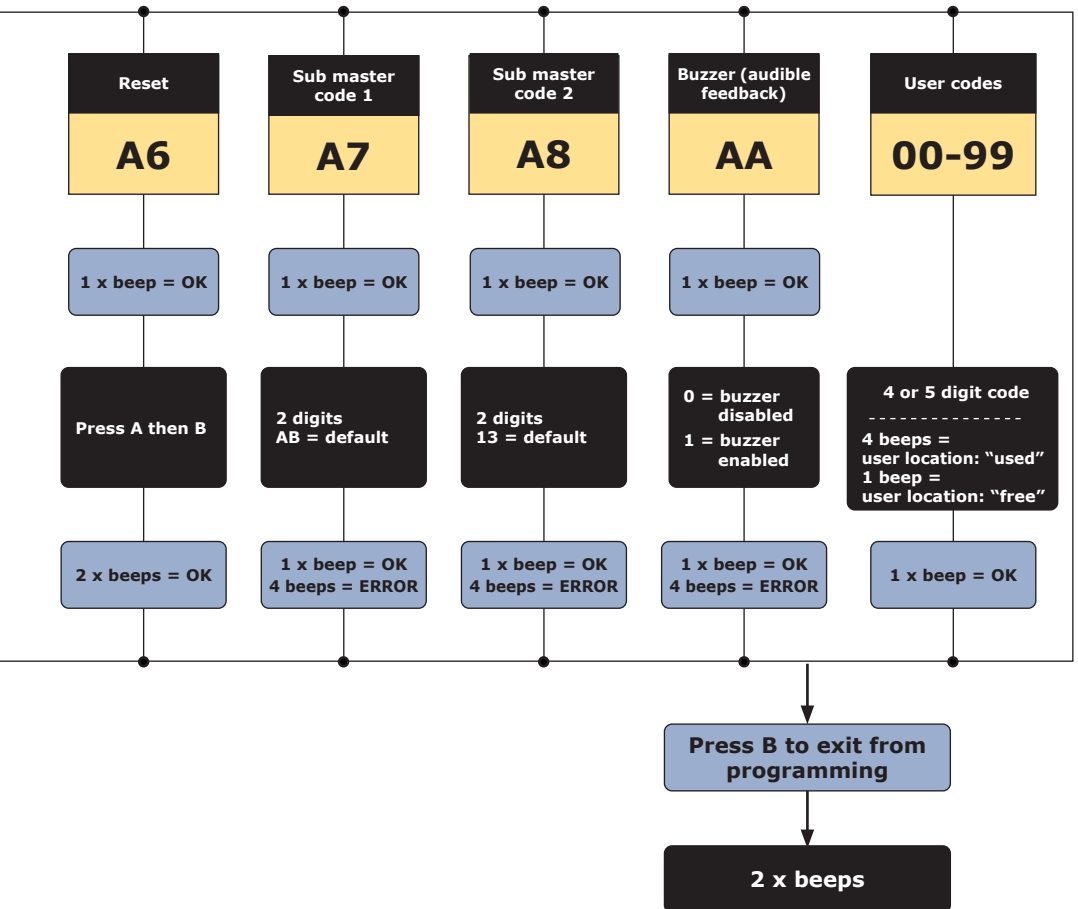 Reset
A6
1 x beep = OK
Press A then B
2 x beeps = OK
Sub master
code 1
A7
1 x beep = OK
2 digits
AB = default
1 x beep = OK
4 beeps = ERROR
Sub master
code 2
A8
1 x beep = OK
2 digits
13 = default
1 x beep = OK
4 beeps = ERROR
Buzzer (audible
feedback)
AA
1 x beep = OK
0 = buzzer
disabled
1 = buzzer
enabled
1 x beep = OK
4 beeps = ERROR
User codes
00-99
4 or 5 digit code
---------------
4 beeps =
user location: “used”
1 beep =
user location: “free”
1 x beep = OK
Press B to exit from
programming
2 x beeps